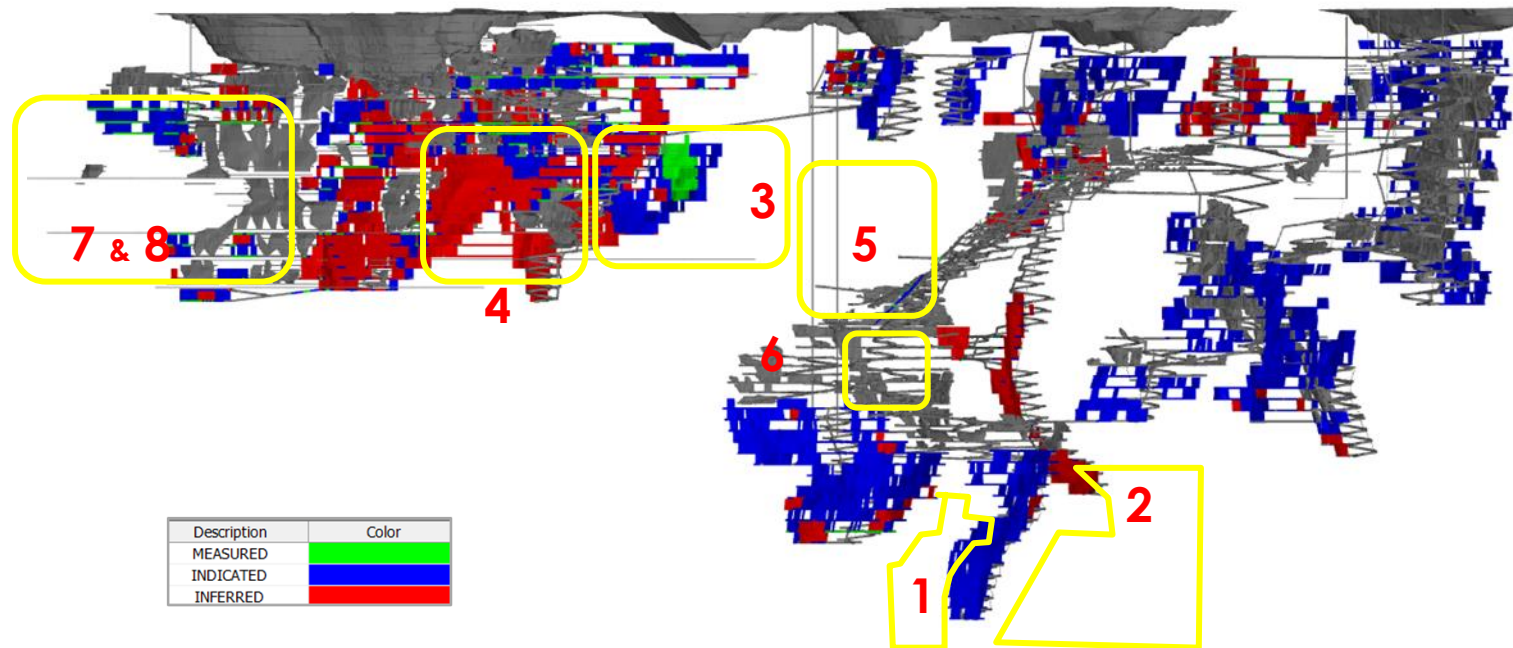 3
7 & 8
5
4
6
2
1
Description Color
MEASURED
INDICATED
INFERRED